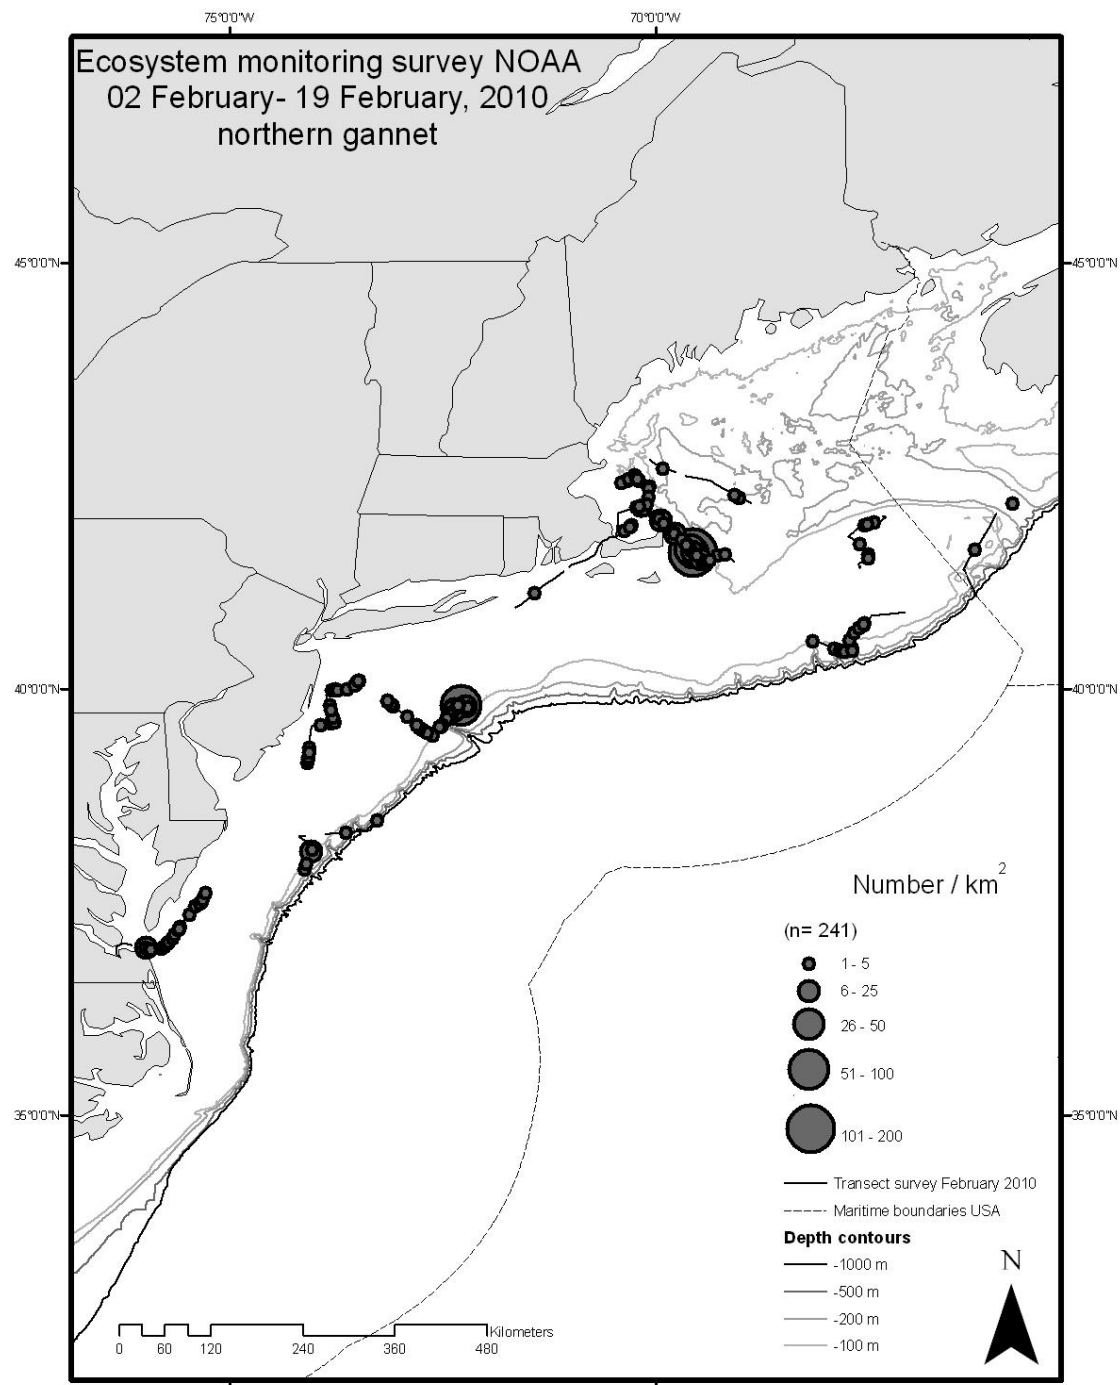 75°0'0"W
70°0'0"W
Ecosystem monitoring survey NOAA
02 February- 19 February, 2010
northern gannet
45°0'0"N
45°0'0"N
40°0'0"N
40°0'0"N
Number / km2
(n= 241)
1 - 5
6 - 25
26 - 50
51 - 100
35°0'0"N
35°0'0"N
101 - 200
Transect survey February 2010
Maritime boundaries USA
Depth contours
N
-1000 m
-500 m
-200 m
-100 m
Kilometers
0 60 120 240 360 480